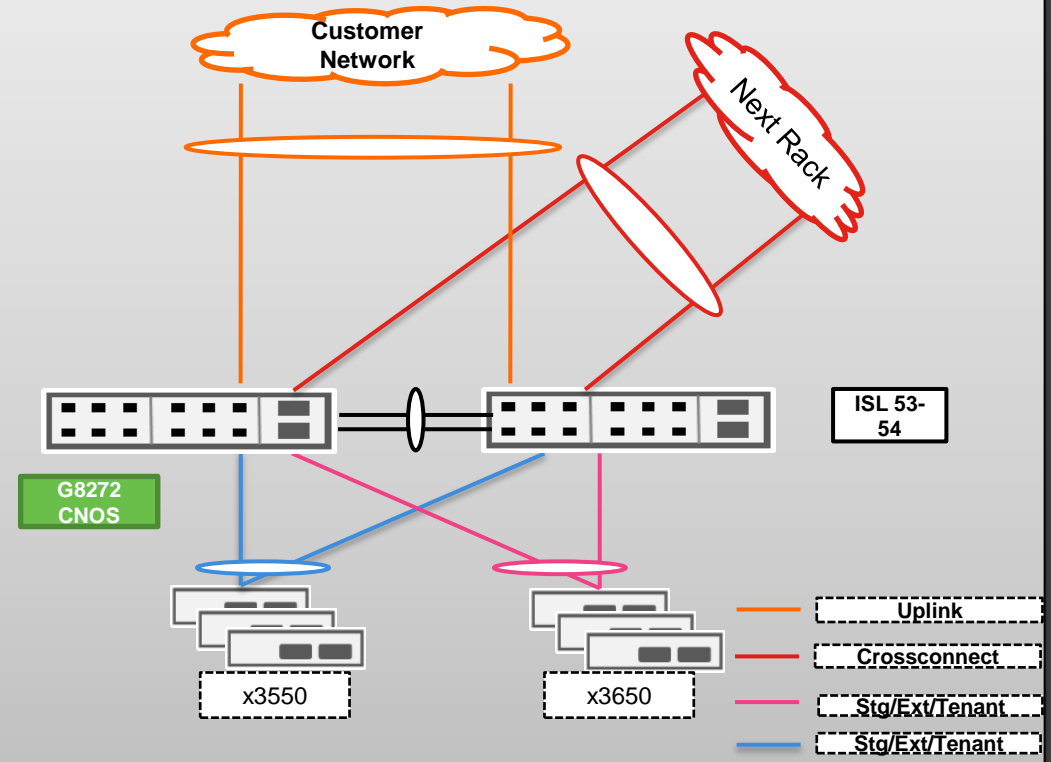 Customer
Network
Next Rack
ISL 53-
54
G8272
CNOS
x3550
x3650
Uplink
Crossconnect
Stg/Ext/Tenant
Stg/Ext/Tenant